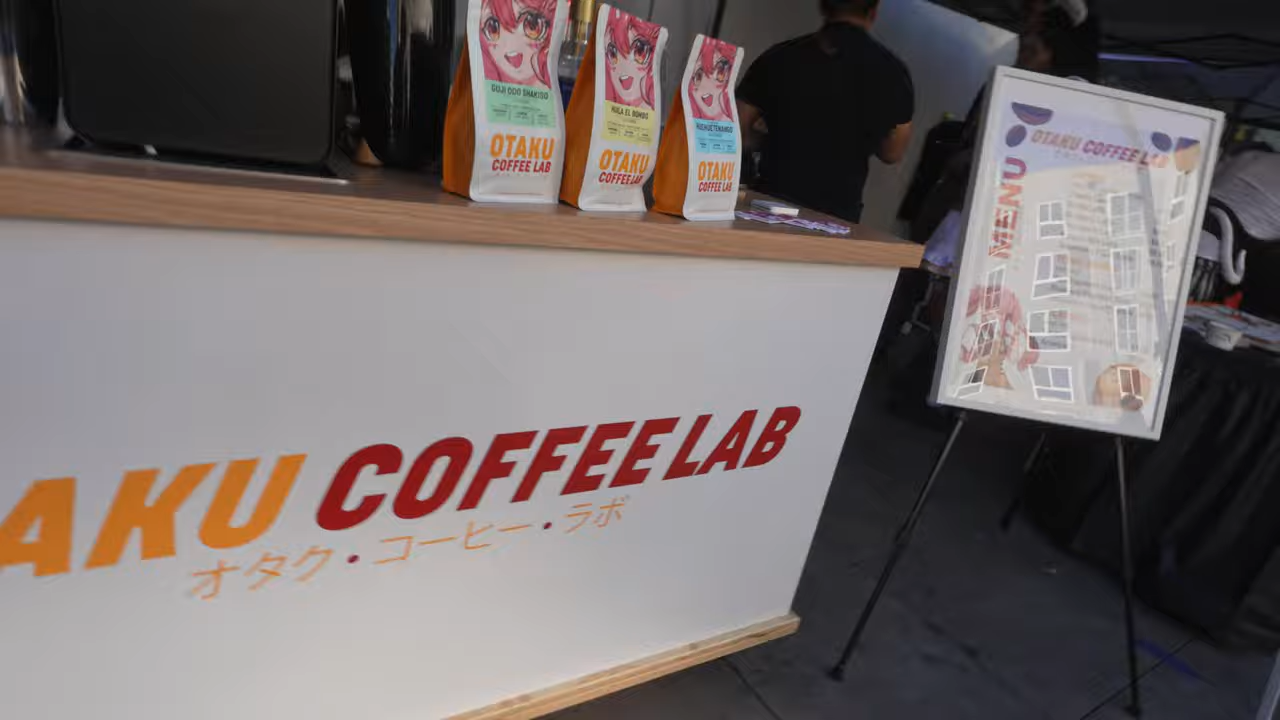 GUJI ODO SHAKISO
OTAKU
COFFEE LAB
HUILA EL BOMBO
OTAKU
COFFEE LAB
HUEHUETENANGO
OTAKU
COFFEE LAB
OTAKU COFFEE LAB
MENU
AKU COFFEE LAB
オタク・コーヒー・ラボ